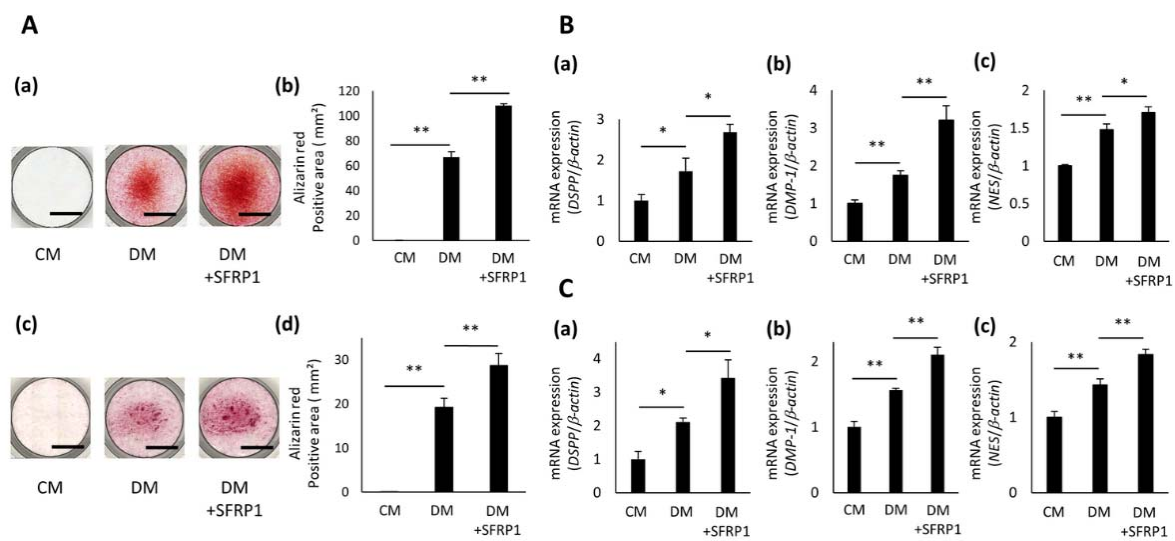 A
(a)
CM
DM
DM
+SFRP1
(b)
Alizarin red
Positive area ( mm²)
120
100
80
60
40
20
0
**
**
CM
DM
DM
+SFRP1
(c)
CM
DM
DM
+SFRP1
(d)
Alizarin red
Positive area ( mm²)
30
20
10
0
**
**
CM
DM
DM
+SFRP1
B
(a)
mRNA expression
(DSPP/β-actin)
3
2
1
0
*
*
CM
DM
DM
+SFRP1
(b)
mRNA expression
(DMP-1/β-actin)
4
3
2
1
0
**
**
CM
DM
DM
+SFRP1
(c)
mRNA expression
(NES/β-actin)
2
1.5
1
0.5
0
**
*
CM
DM
DM
+SFRP1
C
(a)
mRNA expression
(DSPP/β-actin)
4
3
2
1
0
*
*
CM
DM
DM
+SFRP1
(b)
mRNA expression
(DMP-1/β-actin)
2
1
0
**
**
CM
DM
DM
+SFRP1
(c)
mRNA expression
(NES/β-actin)
2
1
0
**
**
CM
DM
DM
+SFRP1